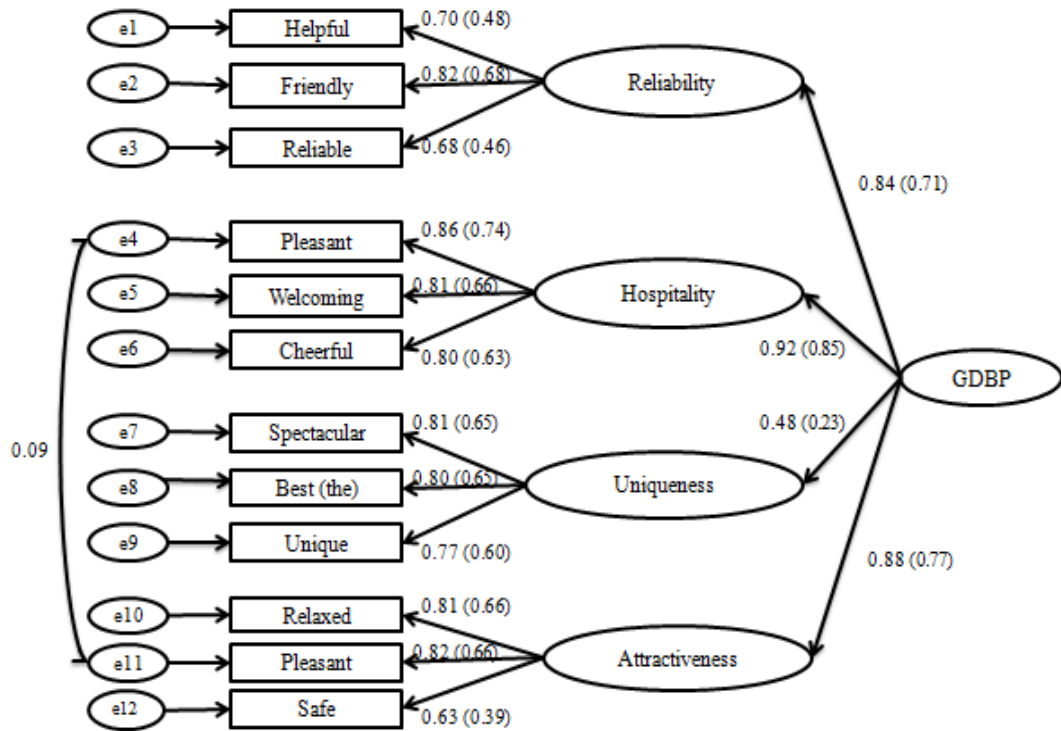 e1 Helpful 0.70 (0.48)
e2 Friendly 0.82 (0.68) Reliability
e3 Reliable 0.68 (0.46)
0.84 (0.71)
e4 Pleasant 0.86 (0.74)
e5 Welcoming 0.81 (0.66) Hospitality
e6 Cheerful 0.80 (0.63) 0.92 (0.85)
GDBP
e7 Spectacular 0.81 (0.65) 0.48 (0.23)
0.09
e8 Best (the) 0.80 (0.65) Uniqueness
e9 Unique 0.77 (0.60)
0.88 (0.77)
e10 Relaxed 0.81 (0.66)
e11 Pleasant 0.82 (0.66) Attractiveness
e12 Safe 0.63 (0.39)